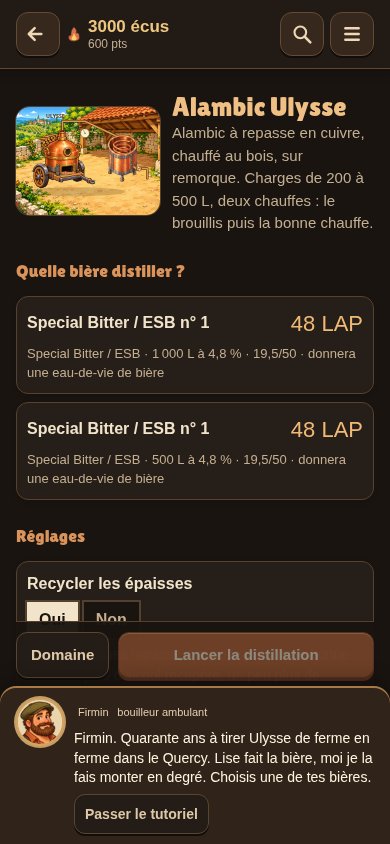 3000 écus
600 pts
ULYSSE
Alambic Ulysse
Alambic à repasse en cuivre,
chauffé au bois, sur
remorque. Charges de 200 à
500 L, deux chauffes : le
brouillis puis la bonne chauffe.
Quelle bière distiller ?
Special Bitter / ESB n° 1
48 LAP
Special Bitter / ESB · 1 000 L à 4,8 % · 19,5/50 · donnera
une eau-de-vie de bière
Special Bitter / ESB n° 1
48 LAP
Special Bitter / ESB · 500 L à 4,8 % · 19,5/50 · donnera
une eau-de-vie de bière
Réglages
Recycler les épaisses
Oui Non
Domaine
Lancer la distillation
Firmin bouilleur ambulant
Firmin. Quarante ans à tirer Ulysse de ferme en
ferme dans le Quercy. Lise fait la bière, moi je la
fais monter en degré. Choisis une de tes bières.
Passer le tutoriel